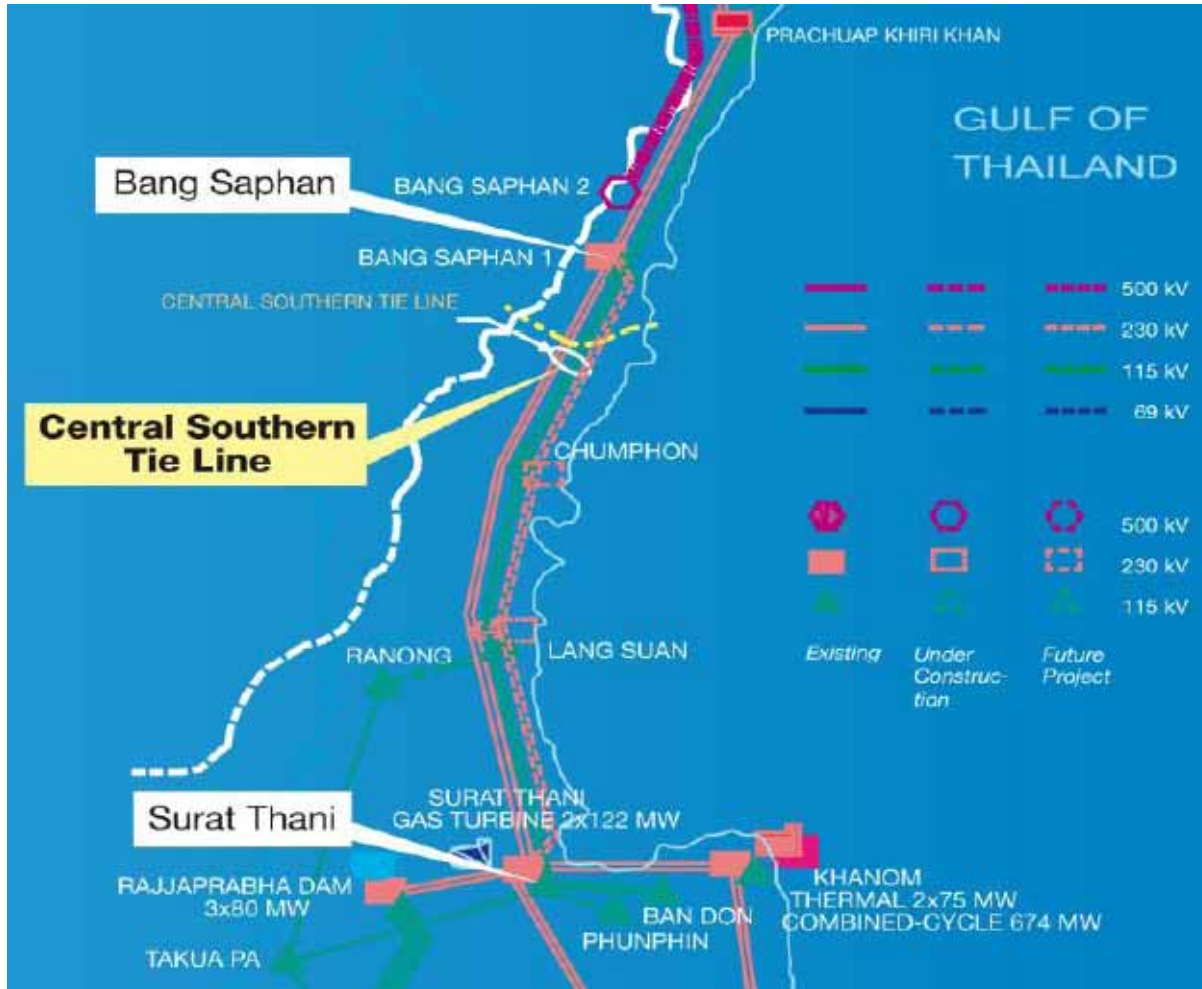 PRACHUAP KHIRI KHAN
GULF OF
THAILAND
Bang Saphan
BANG SAPHAN 2
BANG SAPHAN 1
CENTRAL SOUTHERN TIE LINE
Central Southern
Tie Line
CHUMPHON
500 kV
230 kV
115 kV
69 kV
500 kV
230 kV
115 kV
Existing
Under
Construc-
tion
Future
Project
RANONG
LANG SUAN
Surat Thani
SURAT THANI
GAS TURBINE 2x122 MW
RAJJAPRABHA DAM
3x80 MW
TAKUA PA
BAN DON
PHUNPHIN
KHANOM
THERMAL 2x75 MW
COMBINED-CYCLE 674 MW